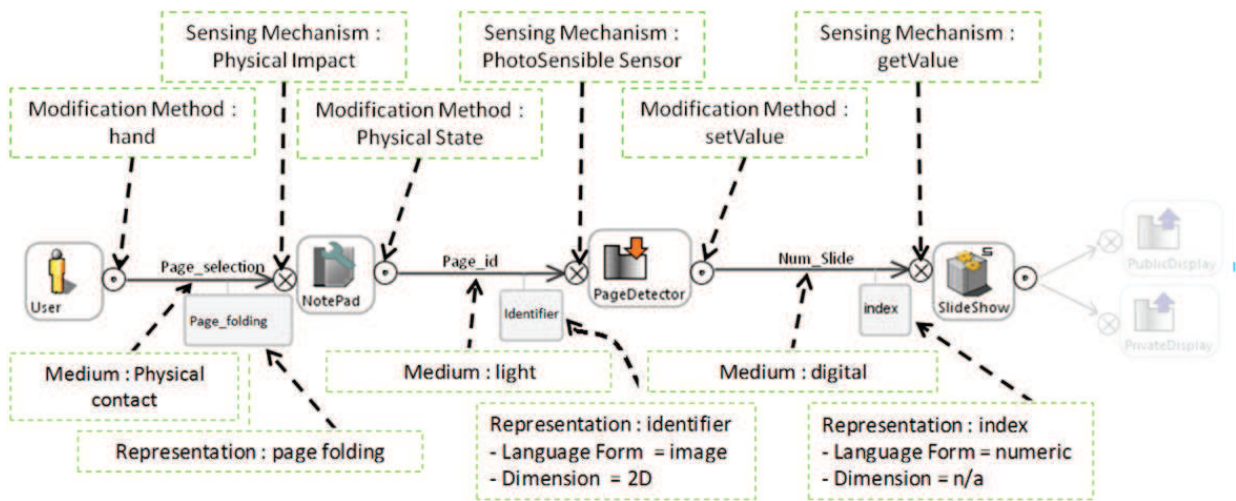 Sensing Mechanism :
Physical Impact
Sensing Mechanism :
PhotoSensible Sensor
Sensing Mechanism :
getValue
Modification Method :
hand
Modification Method :
Physical State
Modification Method :
setValue
User
Page_selection
Page_folding
NotePad
Page_id
Identifier
PageDetector
Num_Slide
index
S
SlideShow
PublicDisplay
PrivateDisplay
Medium : Physical
contact
Medium : light
Medium : digital
Representation : page folding
Representation : identifier
- Language Form = image
- Dimension = 2D
Representation : index
- Language Form = numeric
- Dimension = n/a